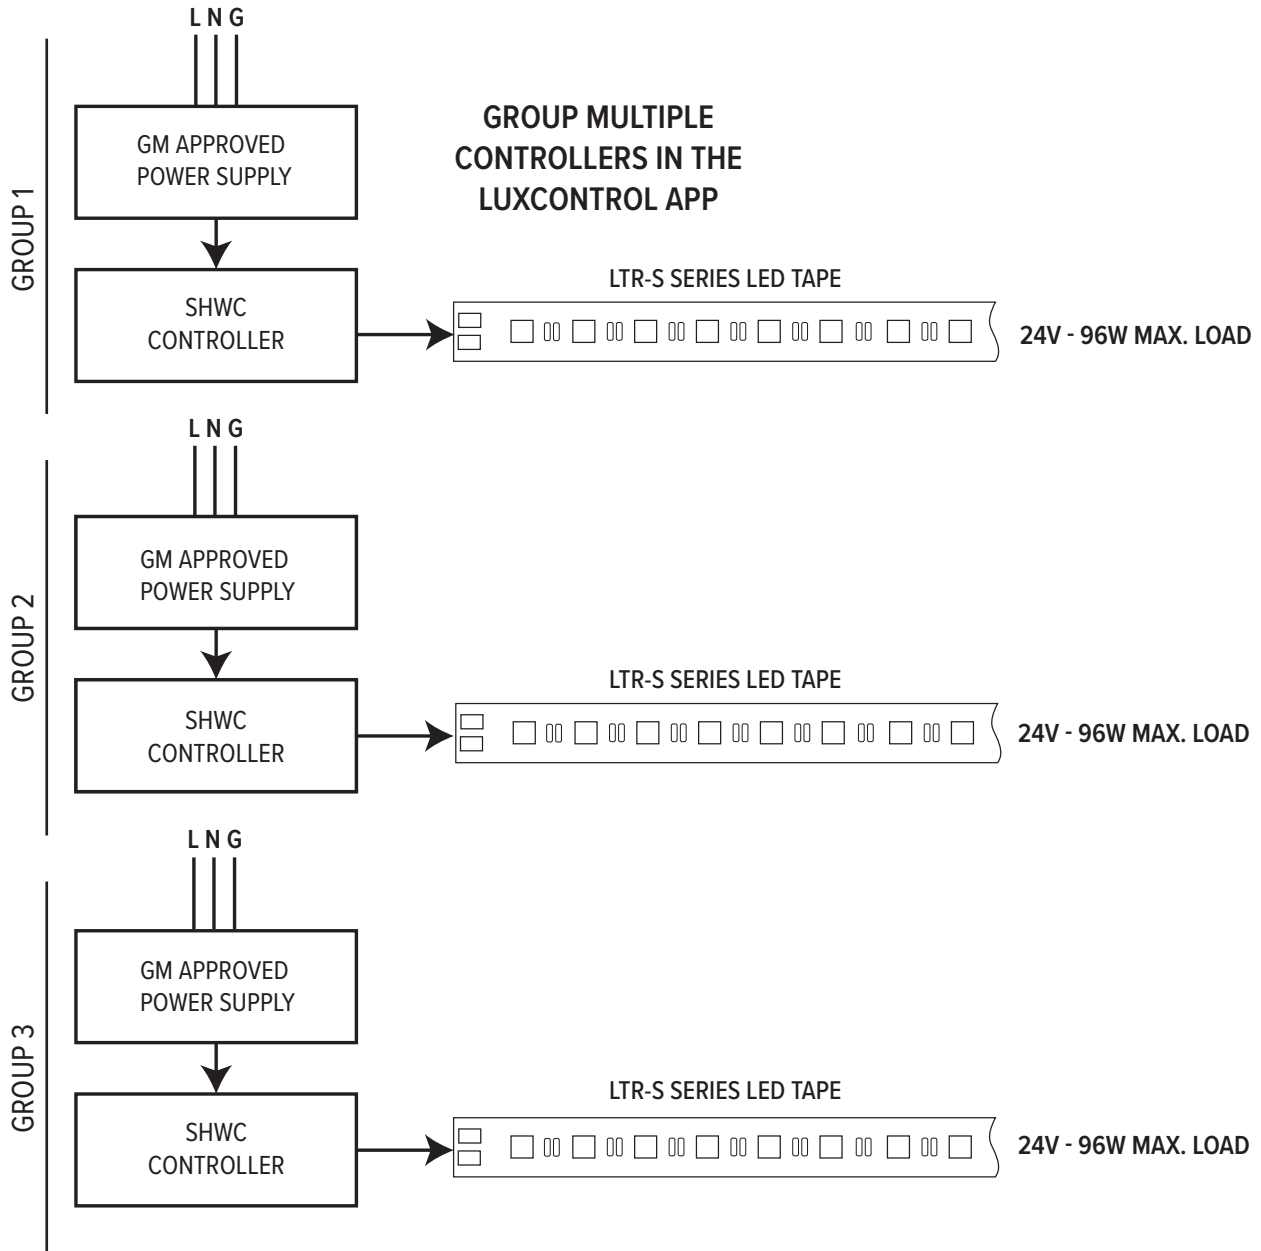 L N G
GROUP 1
GM APPROVED
POWER SUPPLY
GROUP MULTIPLE
CONTROLLERS IN THE
LUXCONTROL APP
SHWC
CONTROLLER
LTR-S SERIES LED TAPE
24V - 96W MAX. LOAD
L N G
GROUP 2
GM APPROVED
POWER SUPPLY
SHWC
CONTROLLER
LTR-S SERIES LED TAPE
24V - 96W MAX. LOAD
L N G
GROUP 3
GM APPROVED
POWER SUPPLY
SHWC
CONTROLLER
LTR-S SERIES LED TAPE
24V - 96W MAX. LOAD